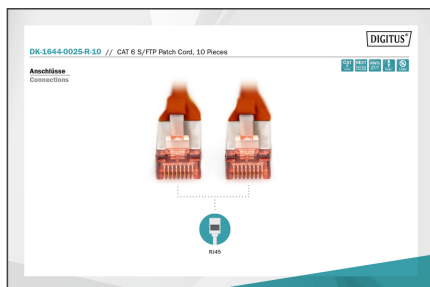 DIGITUS®
DK-1644-0025-R-10 // CAT 6 S/FTP Patch Cord, 10 Pieces
Anschlüsse
Connections
RJ45